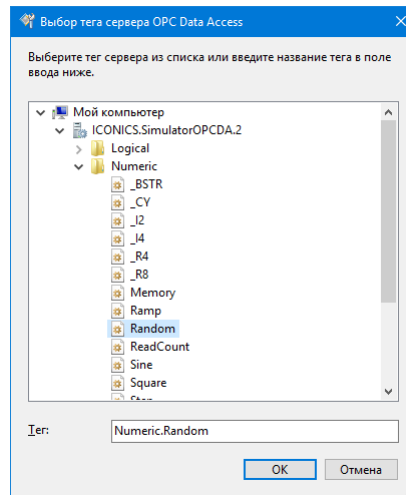 Выбор тега сервера OPC Data Access
Выберите тег сервера из списка или введите название тега в поле
ввода ниже.
Мой компьютер
ICONICS.SimulatorOPCDA.2
Logical
Numeric
_BSTR
_CY
_I2
_I4
_R4
_R8
Memory
Ramp
Random
ReadCount
Sine
Square
Тег:
Numeric.Random
OK
Отмена